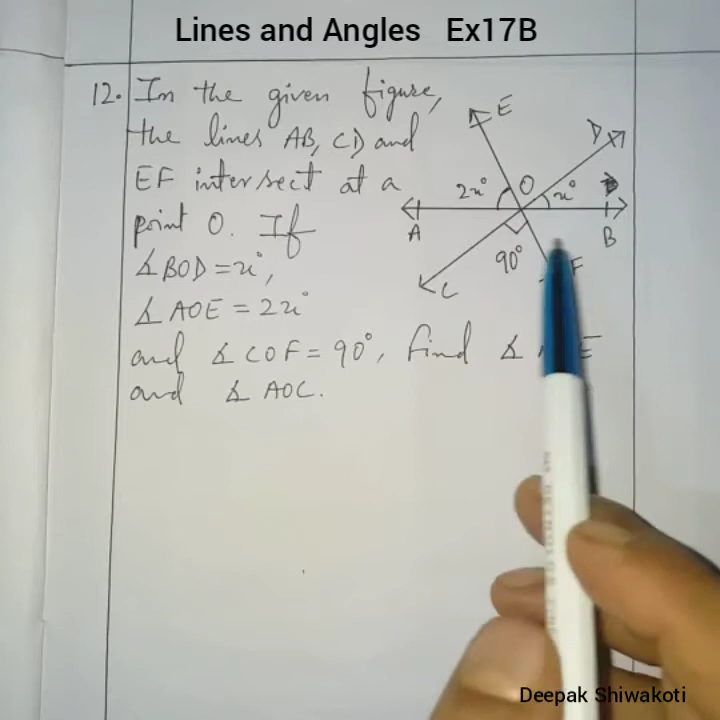 Lines and Angles Ex17B
12. In the given figure,
the lines AB, CD and
EF intersect at a
point O. If
∡BOD = x°,
∡AOE = 2x°
and ∡COF = 90°, find ∡ E
and ∡ AOC.
E
D
2x° O x°
A B
90° F
C
Deepak Shiwakoti